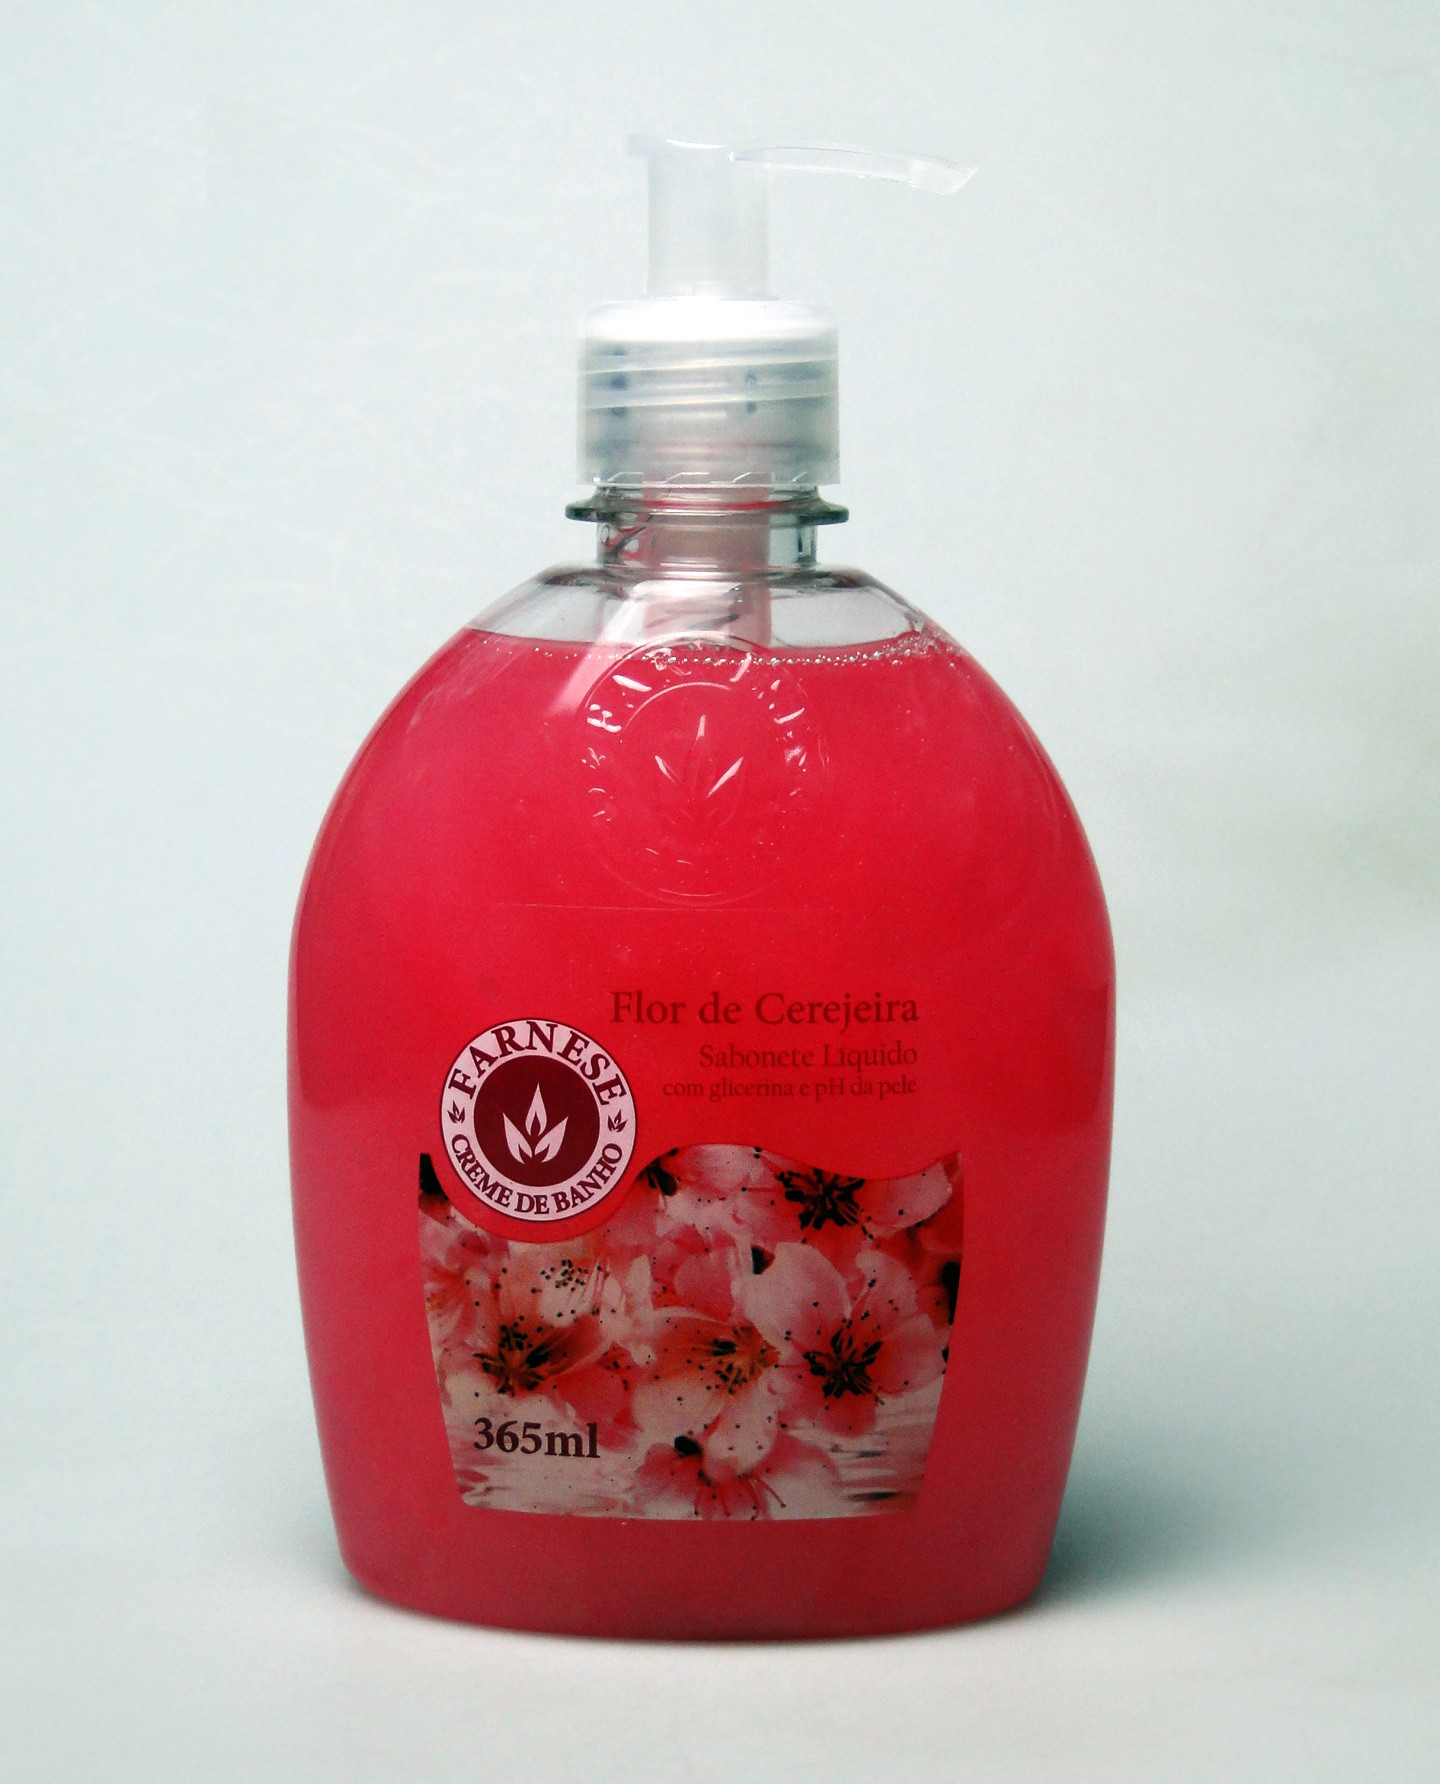 Flor de Cerejeira
Sabonete Líquido
com glicerina e pH da pele
FARNESE
CREME DE BANHO
365ml